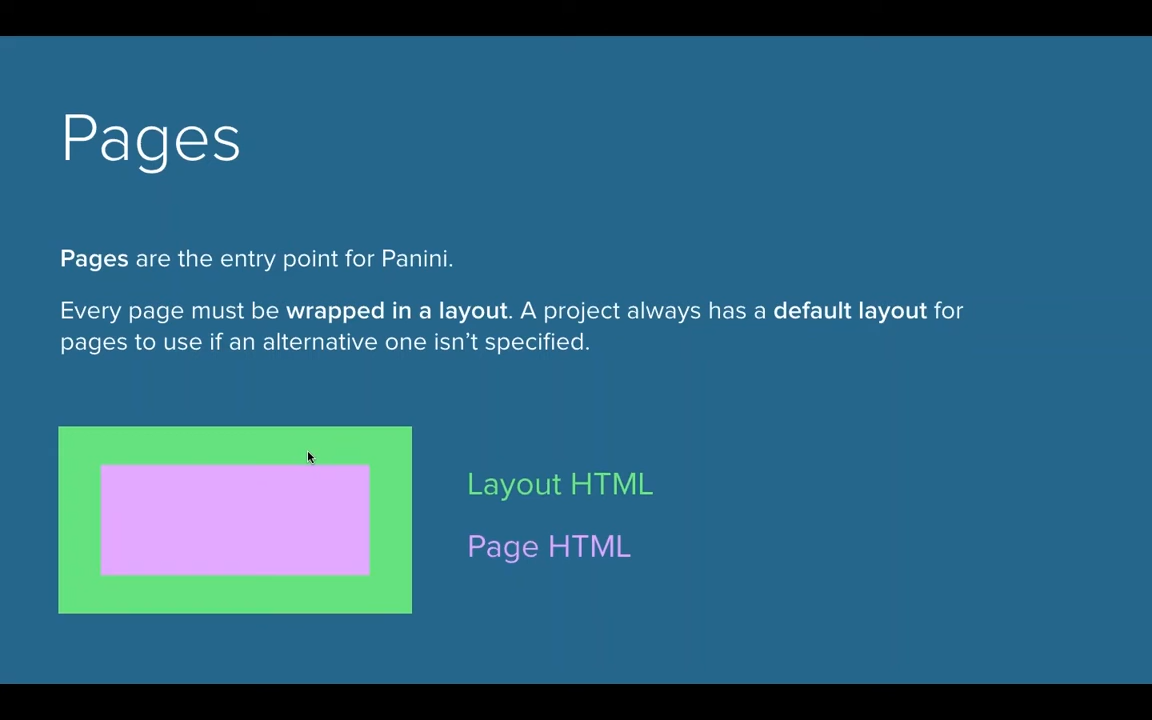 Pages
Pages are the entry point for Panini.
Every page must be wrapped in a layout. A project always has a default layout for
pages to use if an alternative one isn’t specified.
Layout HTML
Page HTML